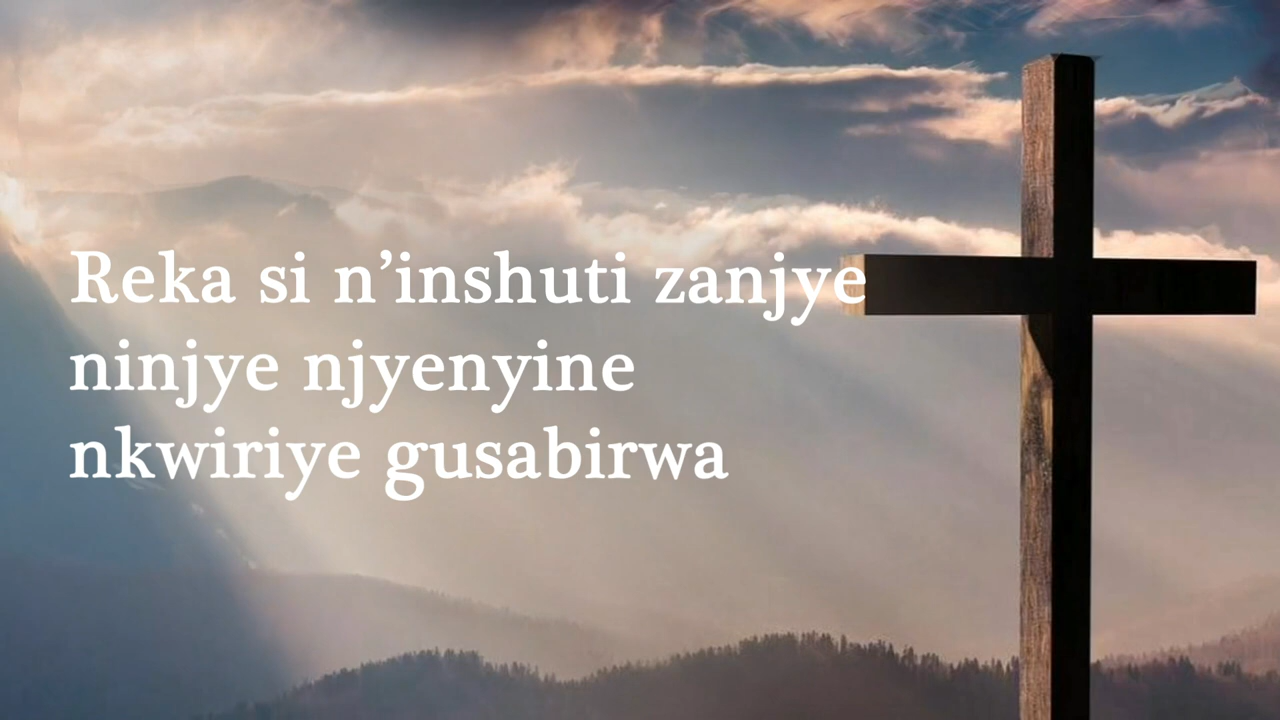 Reka si n’inshuti zanjye
ninjye njyenyine
nkwiriye gusabirwa